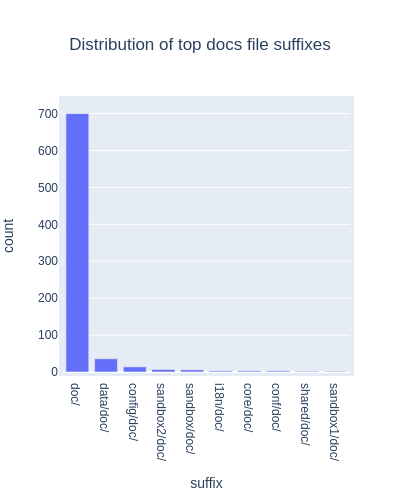 Distribution of top docs file suffixes
count
700
600
500
400
300
200
100
0
doc/
data/doc/
config/doc/
sandbox2/doc/
sandbox/doc/
i18n/doc/
core/doc/
conf/doc/
shared/doc/
sandbox1/doc/
suffix